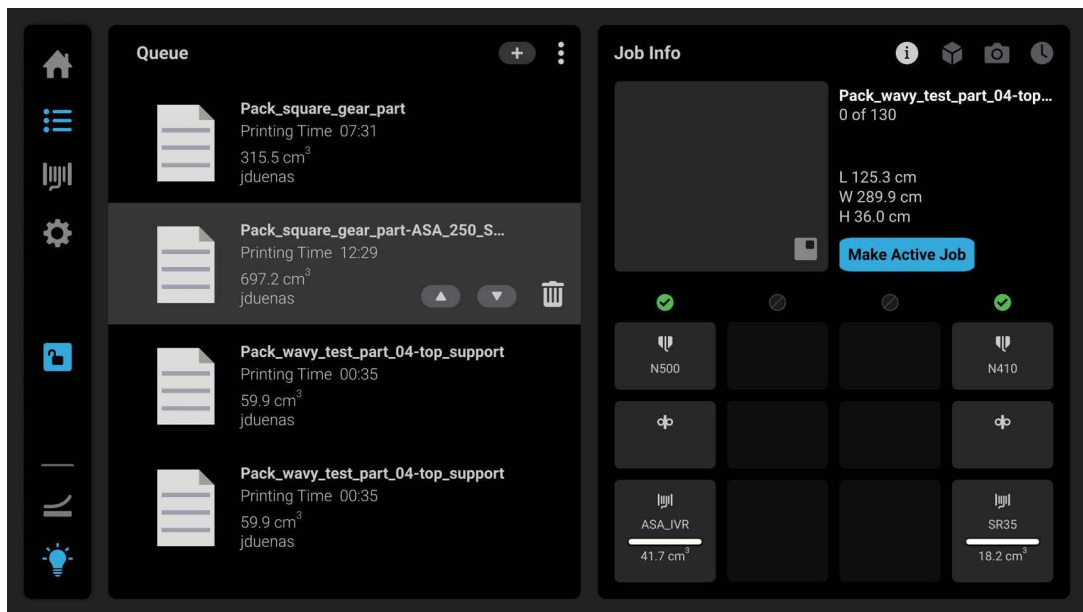 Queue
+
Pack_square_gear_part
Printing Time 07:31
315.5 cm³
jduenas
Pack_square_gear_part-ASA_250_S...
Printing Time 12:29
697.2 cm³
jduenas
Pack_wavy_test_part_04-top_support
Printing Time 00:35
59.9 cm³
jduenas
Pack_wavy_test_part_04-top_support
Printing Time 00:35
59.9 cm³
jduenas
Job Info
i
Pack_wavy_test_part_04-top...
0 of 130
L 125.3 cm
W 289.9 cm
H 36.0 cm
Make Active Job
N500
N410
ASA_IVR
41.7 cm³
SR35
18.2 cm³